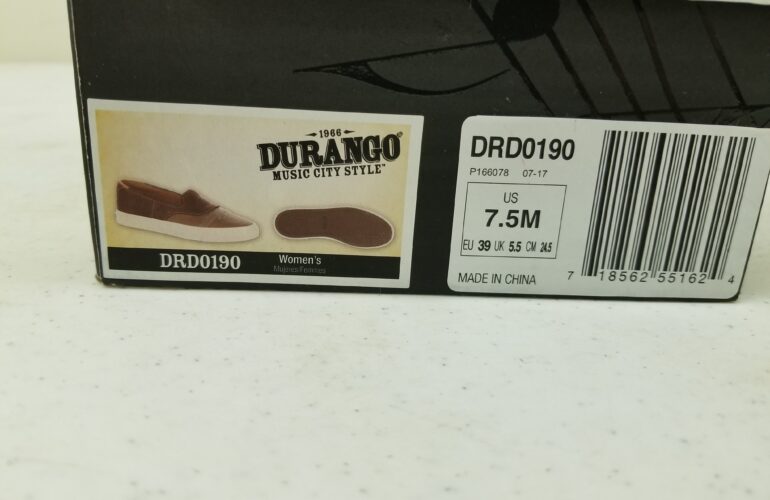 1966
DURANGO®
MUSIC CITY STYLE™
DRD0190
Women's
Mujeres/Femmes
DRD0190
P166078 07-17
US
7.5M
EU 39 UK 5.5 CM 24.5
MADE IN CHINA
7 18562 55162 4